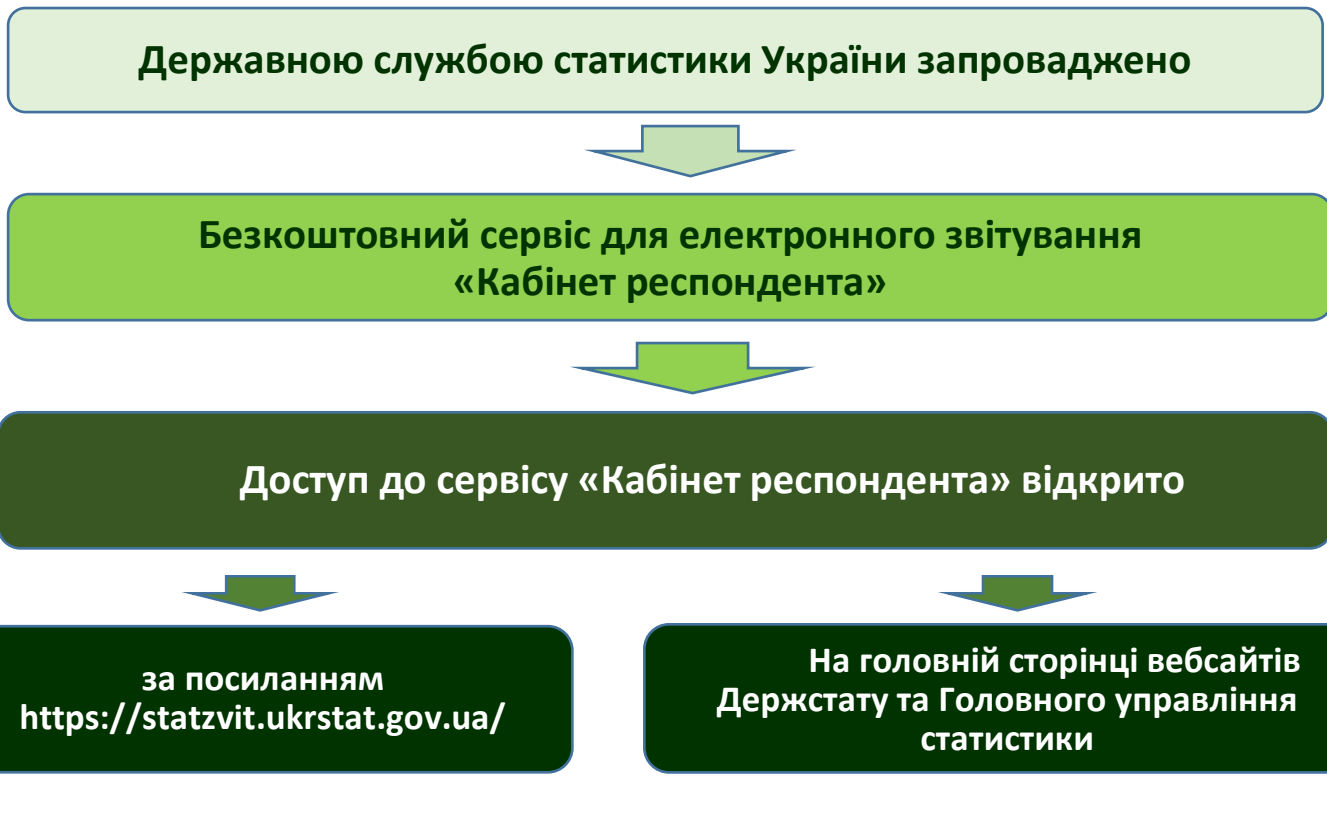 Державною службою статистики України запроваджено
Безкоштовний сервіс для електронного звітування
«Кабінет респондента»
Доступ до сервісу «Кабінет респондента» відкрито
за посиланням
https://statzvit.ukrstat.gov.ua/
На головній сторінці вебсайтів
Держстату та Головного управління
статистики